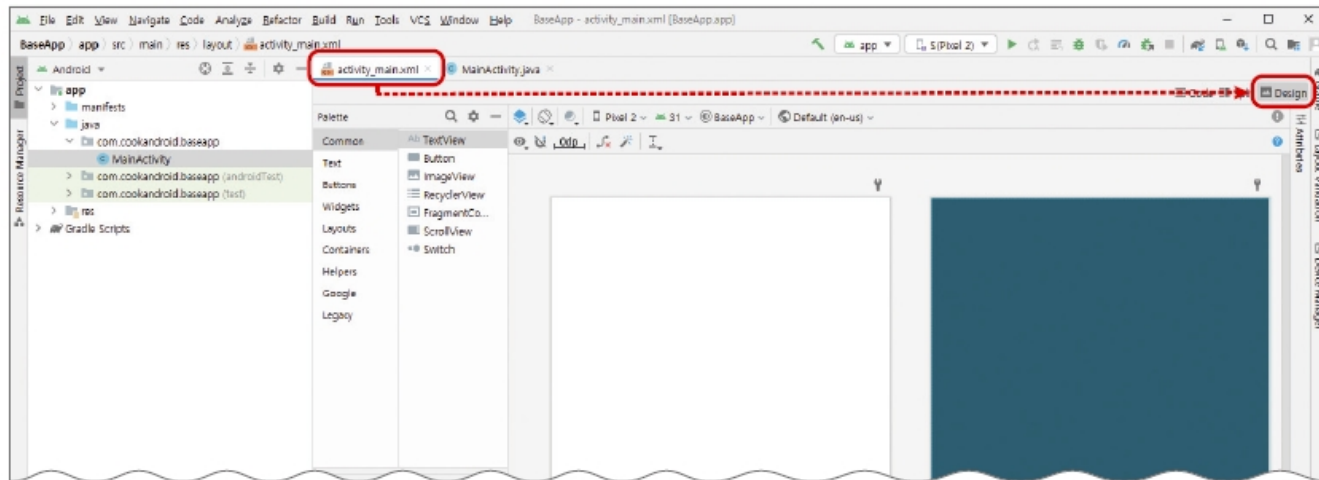 File Edit View Navigate Code Analyze Refactor Build Run Tools VCS Window Help BaseApp - activity_main.xml [BaseApp.app]
BaseApp app src main res layout activity_main.xml app S(Pixel 2)
Android activity_main.xml MainActivity.java
Project
app Design
manifests Palette Pixel 2 31 BaseApp Default (en-us)
java Common Ab TextView 0dp
com.cookandroid.baseapp Text Button
MainActivity Buttons ImageView
com.cookandroid.baseapp (androidTest) Widgets RecyclerView
com.cookandroid.baseapp (test) Layouts FragmentCo...
res Containers ScrollView
Gradle Scripts Helpers Switch
Google
Legacy
Resource Manager
Attributes